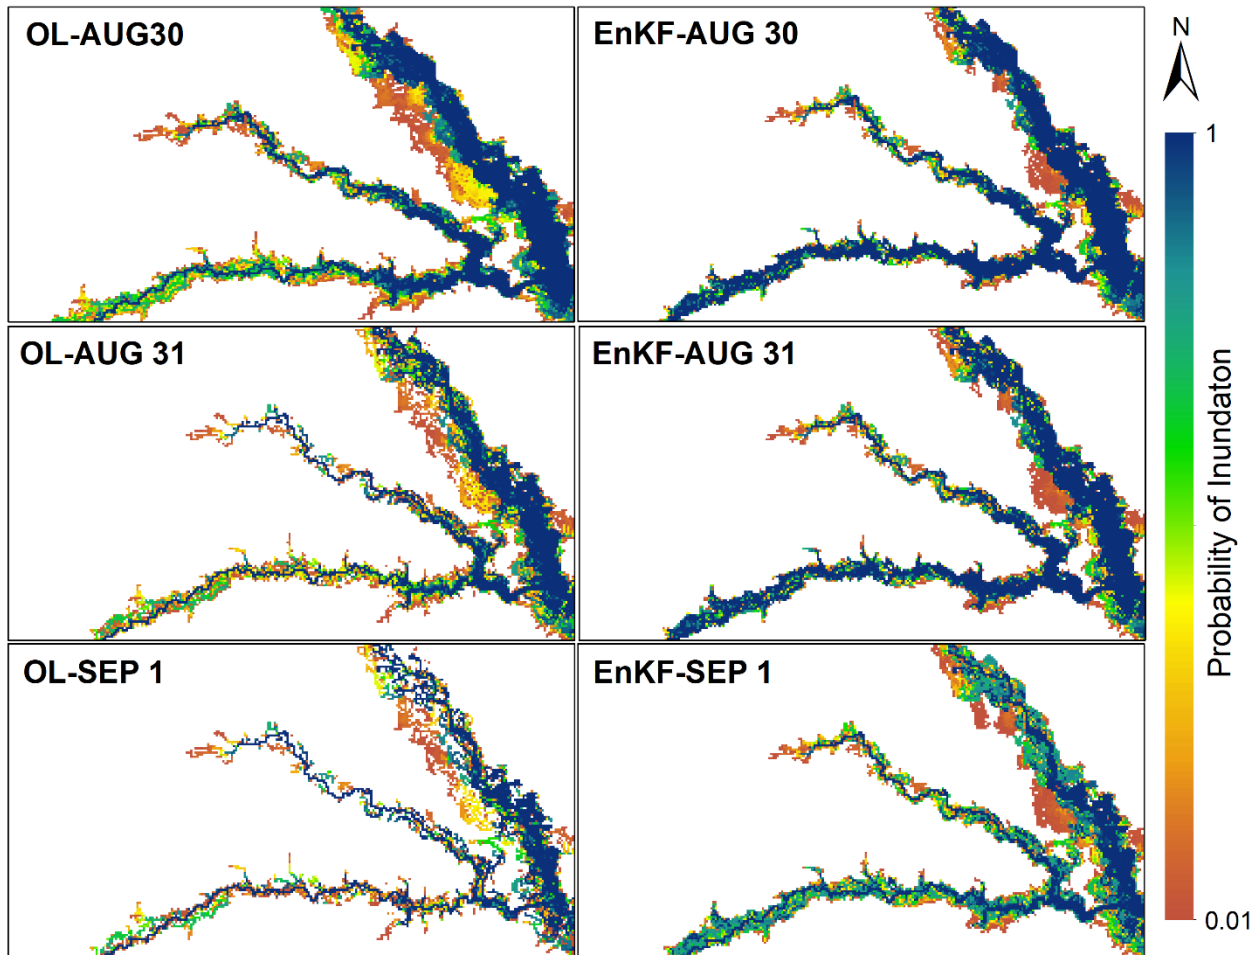 OL-AUG30
EnKF-AUG 30
N
1
OL-AUG 31
EnKF-AUG 31
Probability of Inundaton
OL-SEP 1
EnKF-SEP 1
0.01